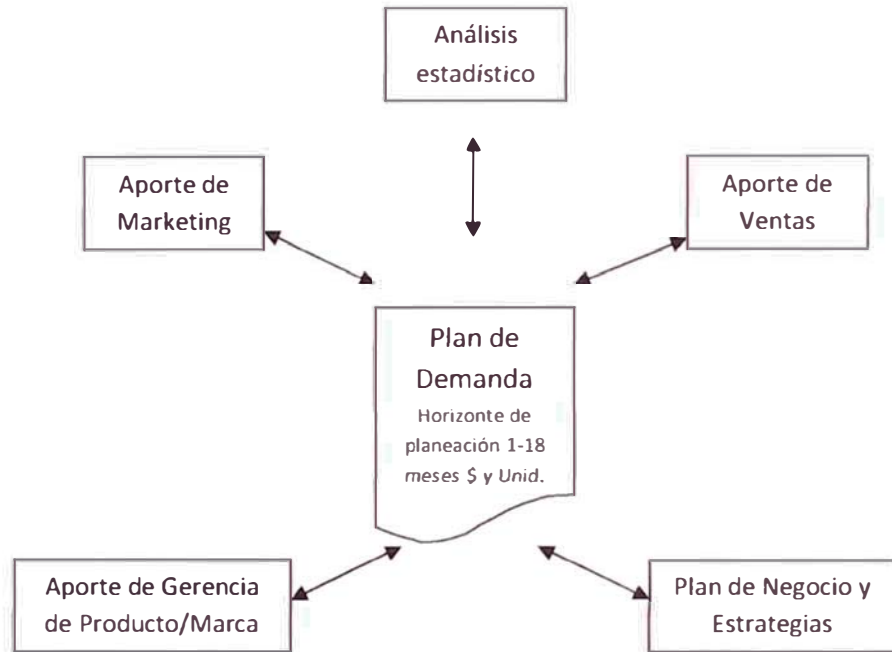 Análisis
estadístico
Aporte de
Marketing
Aporte de
Ventas
Plan de
Demanda
Horizonte de
planeación 1-18
meses $ y Unid.
Aporte de Gerencia
de Producto/Marca
Plan de Negocio y
Estrategias